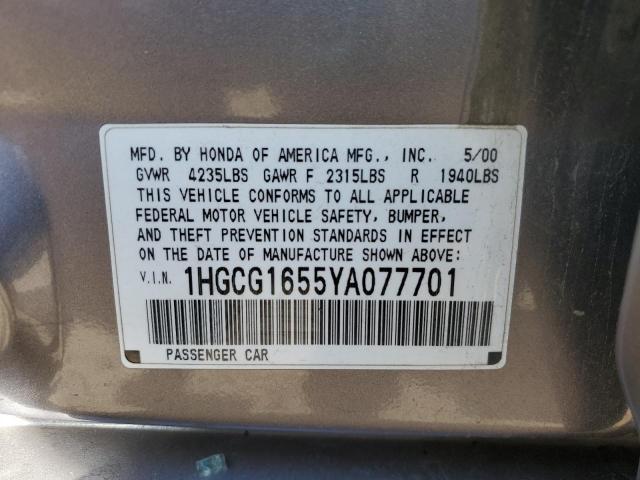 MFD. BY HONDA OF AMERICA MFG., INC. 5/00
GVWR 4235LBS GAWR F 2315LBS R 1940LBS
THIS VEHICLE CONFORMS TO ALL APPLICABLE
FEDERAL MOTOR VEHICLE SAFETY, BUMPER,
AND THEFT PREVENTION STANDARDS IN EFFECT
ON THE DATE OF MANUFACTURE SHOWN ABOVE:
V.I.N. 1HGCG1655YA077701
PASSENGER CAR